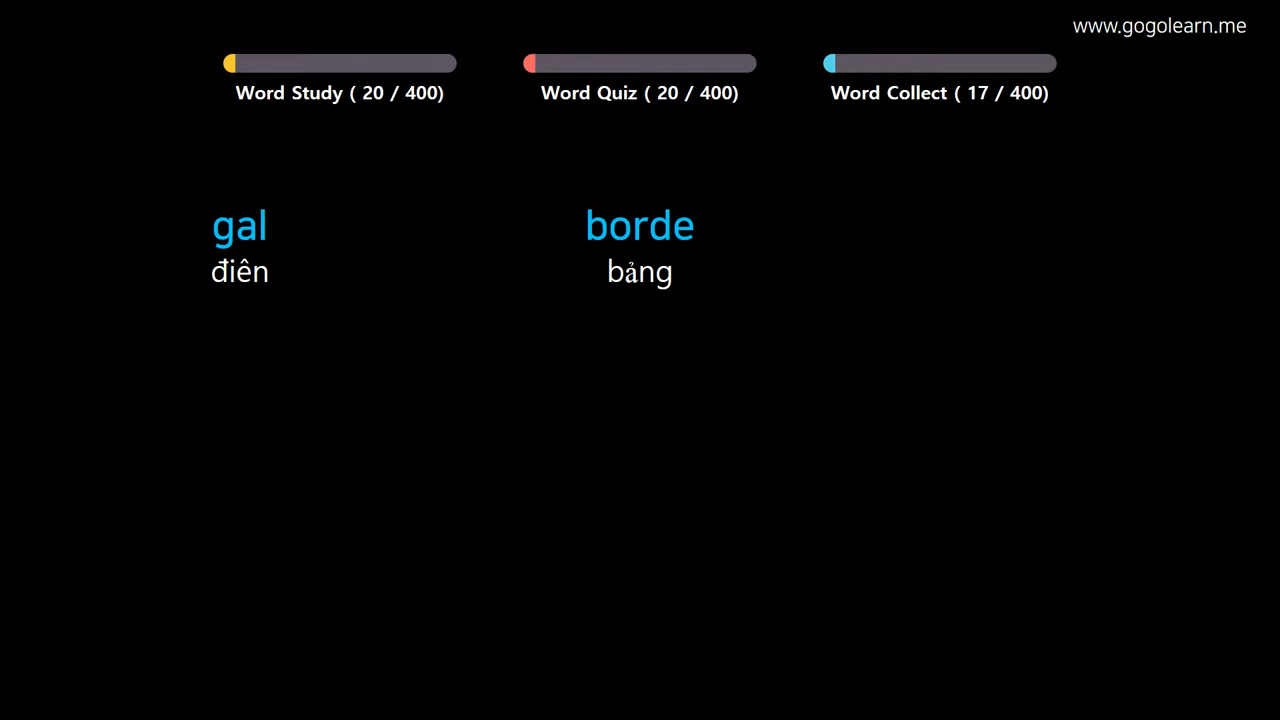 www.gogolearn.me
Word Study ( 20 / 400)
Word Quiz ( 20 / 400)
Word Collect ( 17 / 400)
gal
borde
điên
bảng